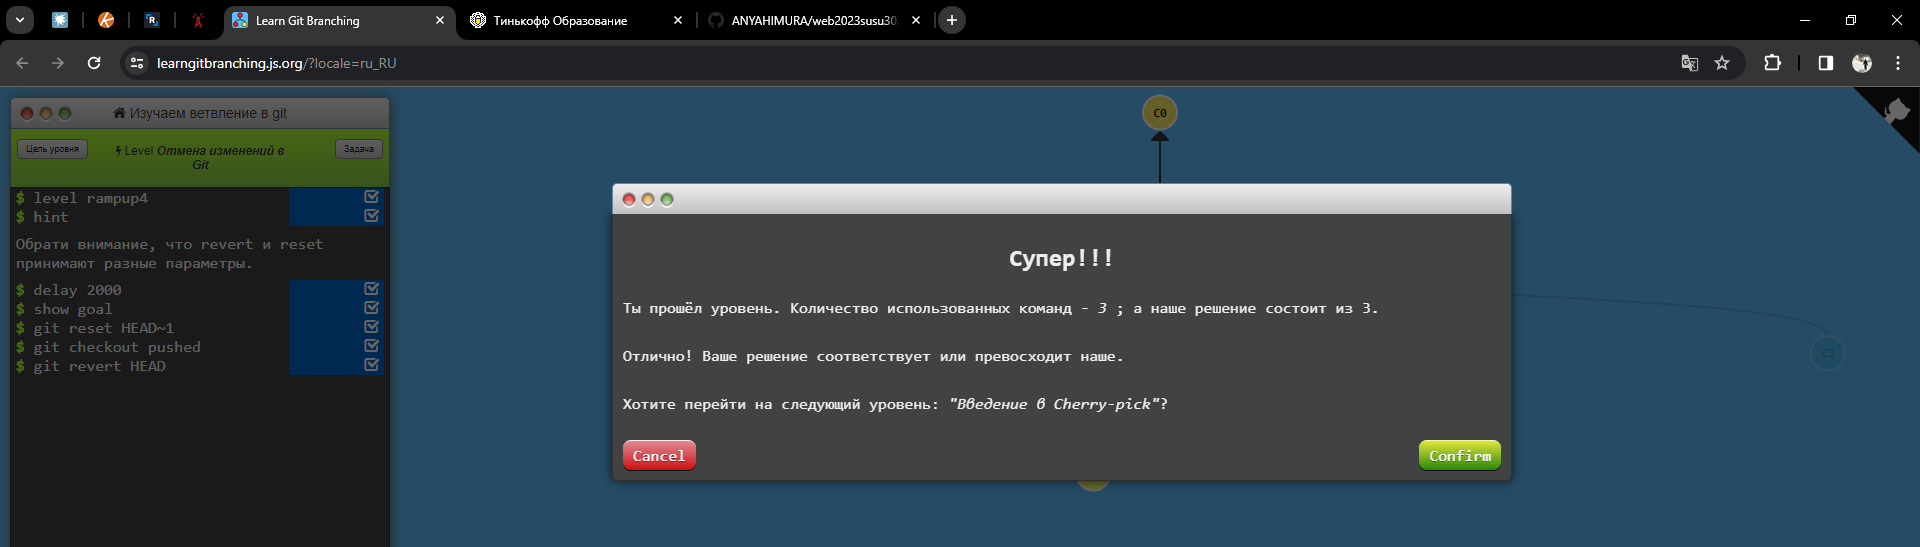 Learn Git Branching
Тинькофф Образование
ANYAHIMURA/web2023susu30
learngitbranching.js.org/?locale=ru_RU
Изучаем ветвление в git
Цель уровня
Level Отмена изменений в
Git
Задача
$ level rampup4
$ hint
Обрати внимание, что revert и reset
принимают разные параметры.
$ delay 2000
$ show goal
$ git reset HEAD~1
$ git checkout pushed
$ git revert HEAD
C0
Супер!!!
Ты прошёл уровень. Количество использованных команд - 3 ; а наше решение состоит из 3.
Отлично! Ваше решение соответствует или превосходит наше.
Хотите перейти на следующий уровень: "Введение в Cherry-pick"?
Cancel
Confirm
C3